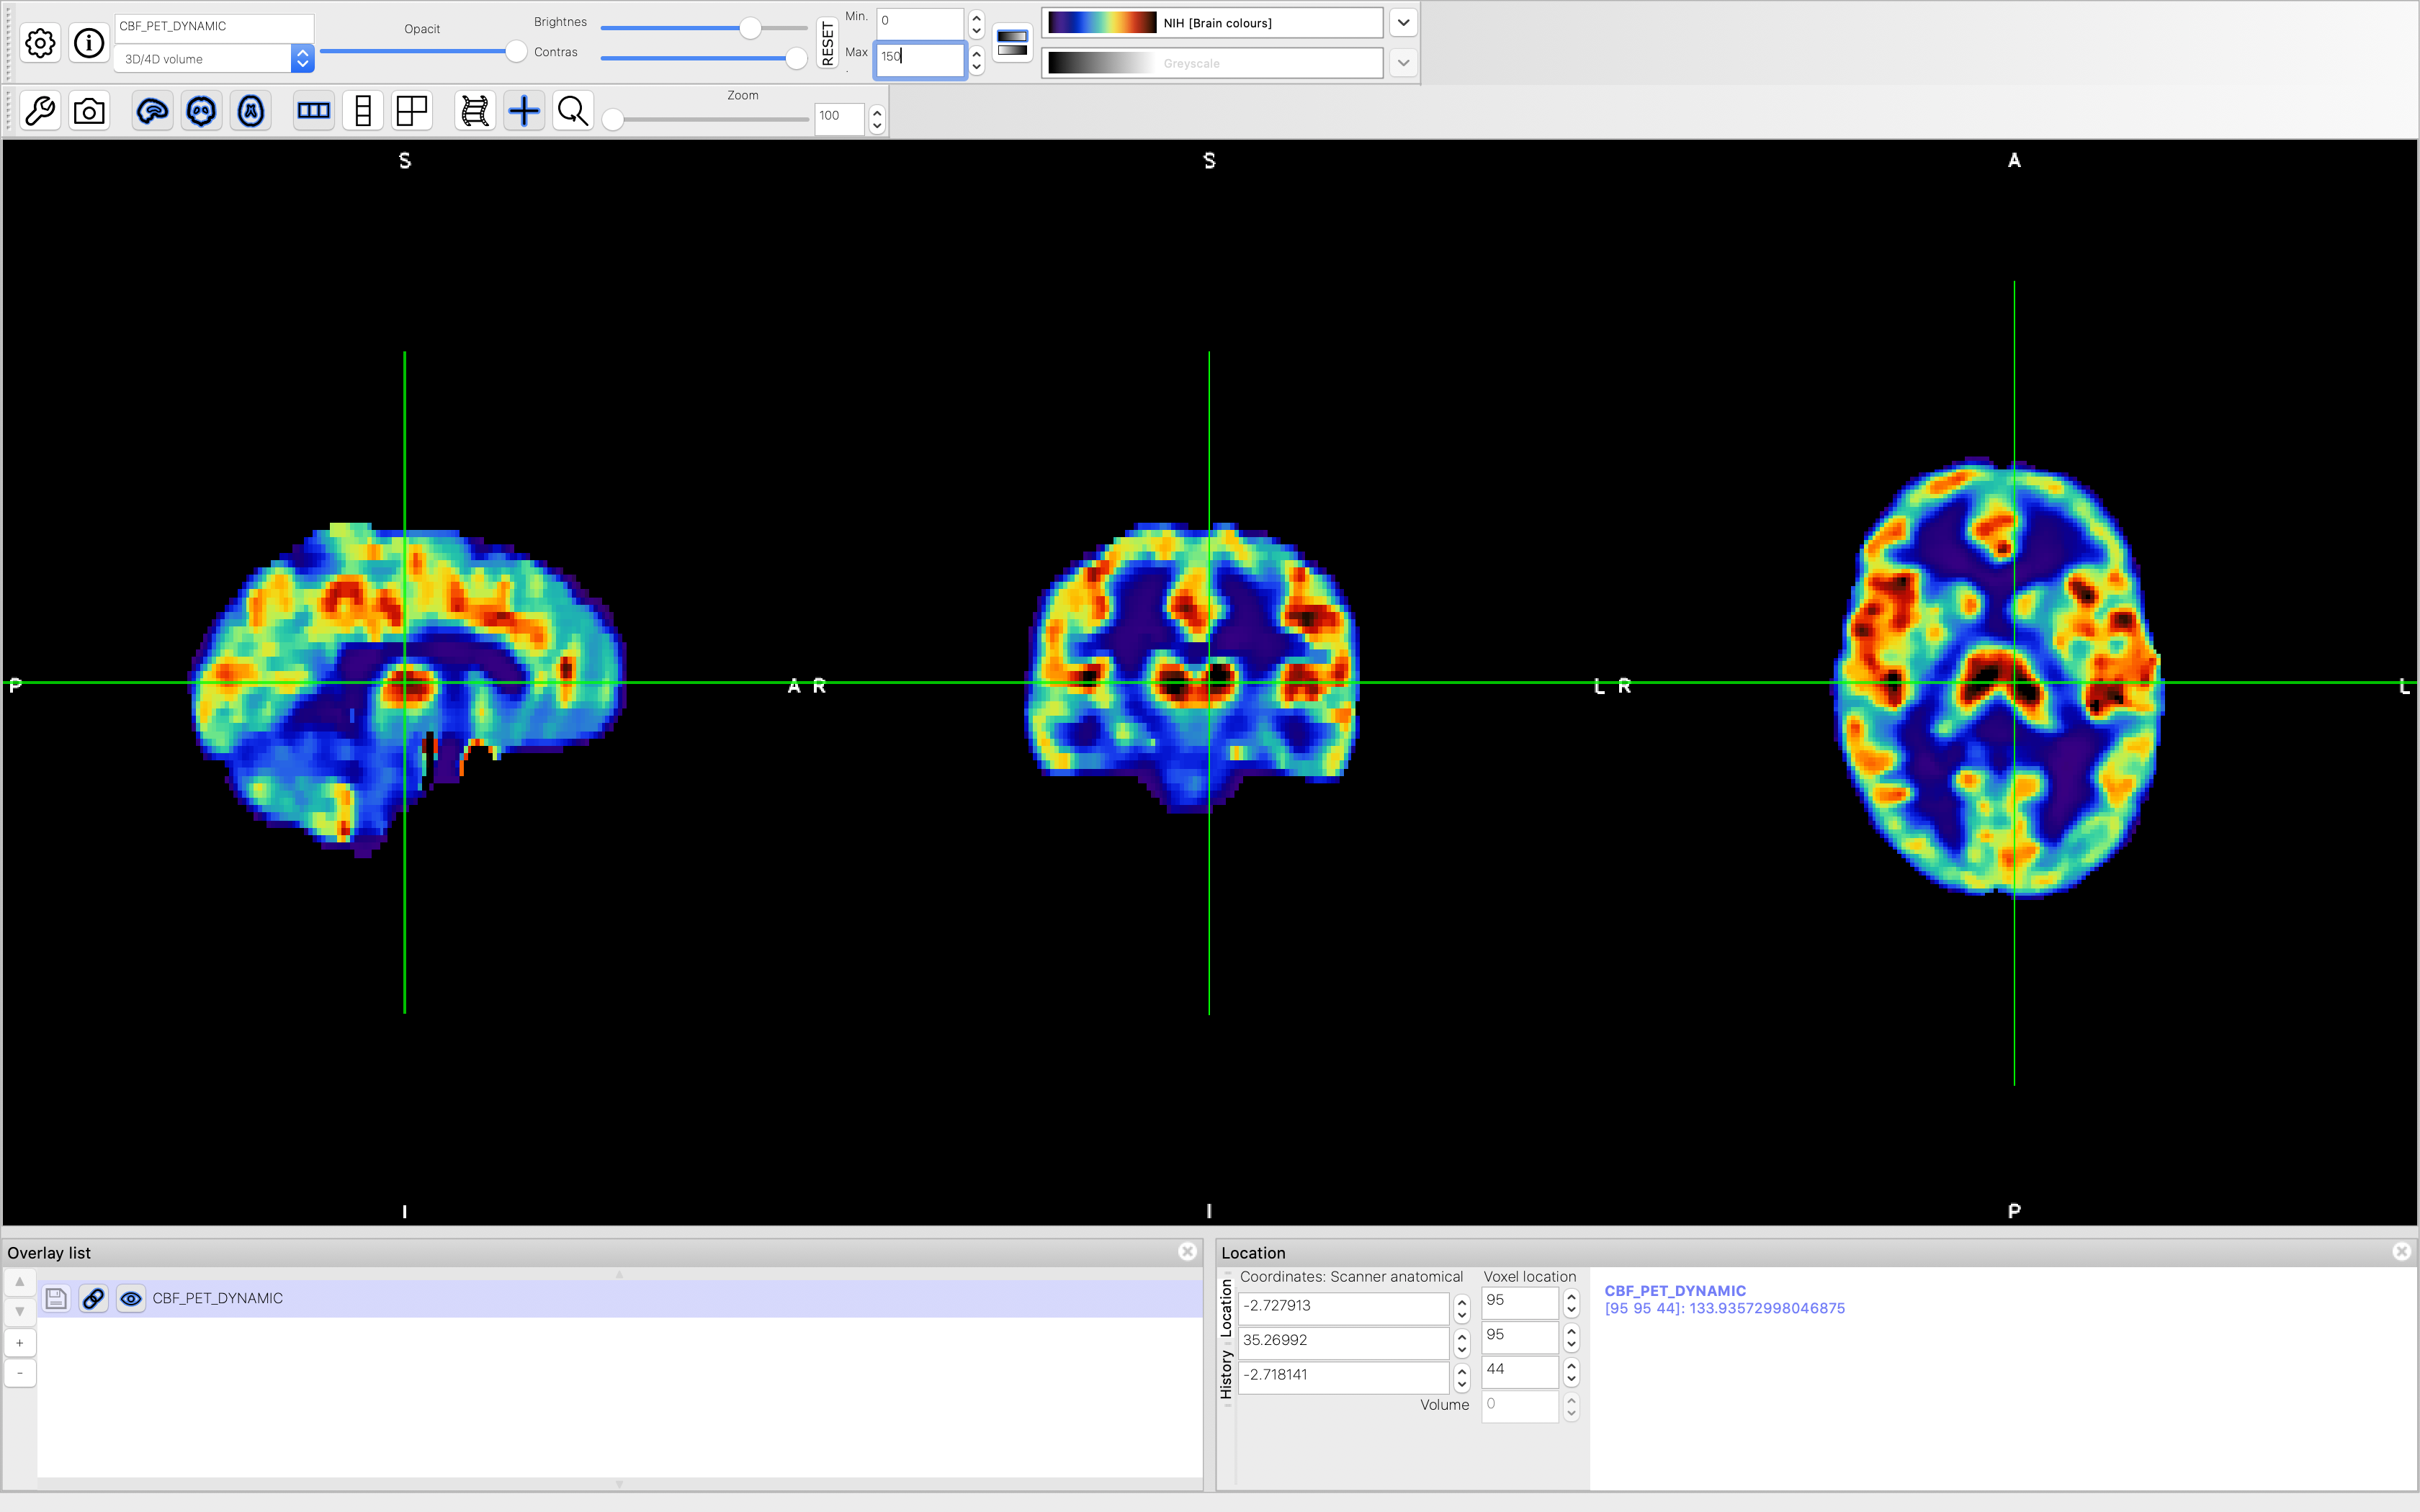 CBF_PET_DYNAMIC
3D/4D volume
Opacit
Brightnes
Contras
RESET
Min.
0
Max
.
150
NIH [Brain colours]
Greyscale
Zoom
100
S
S
A
P
A
R
L
R
L
I
I
P
Overlay list
CBF_PET_DYNAMIC
+
-
Location
Location
History
Coordinates: Scanner anatomical
Voxel location
-2.727913
95
35.26992
95
-2.718141
44
Volume
0
CBF_PET_DYNAMIC
[95 95 44]: 133.93572998046875